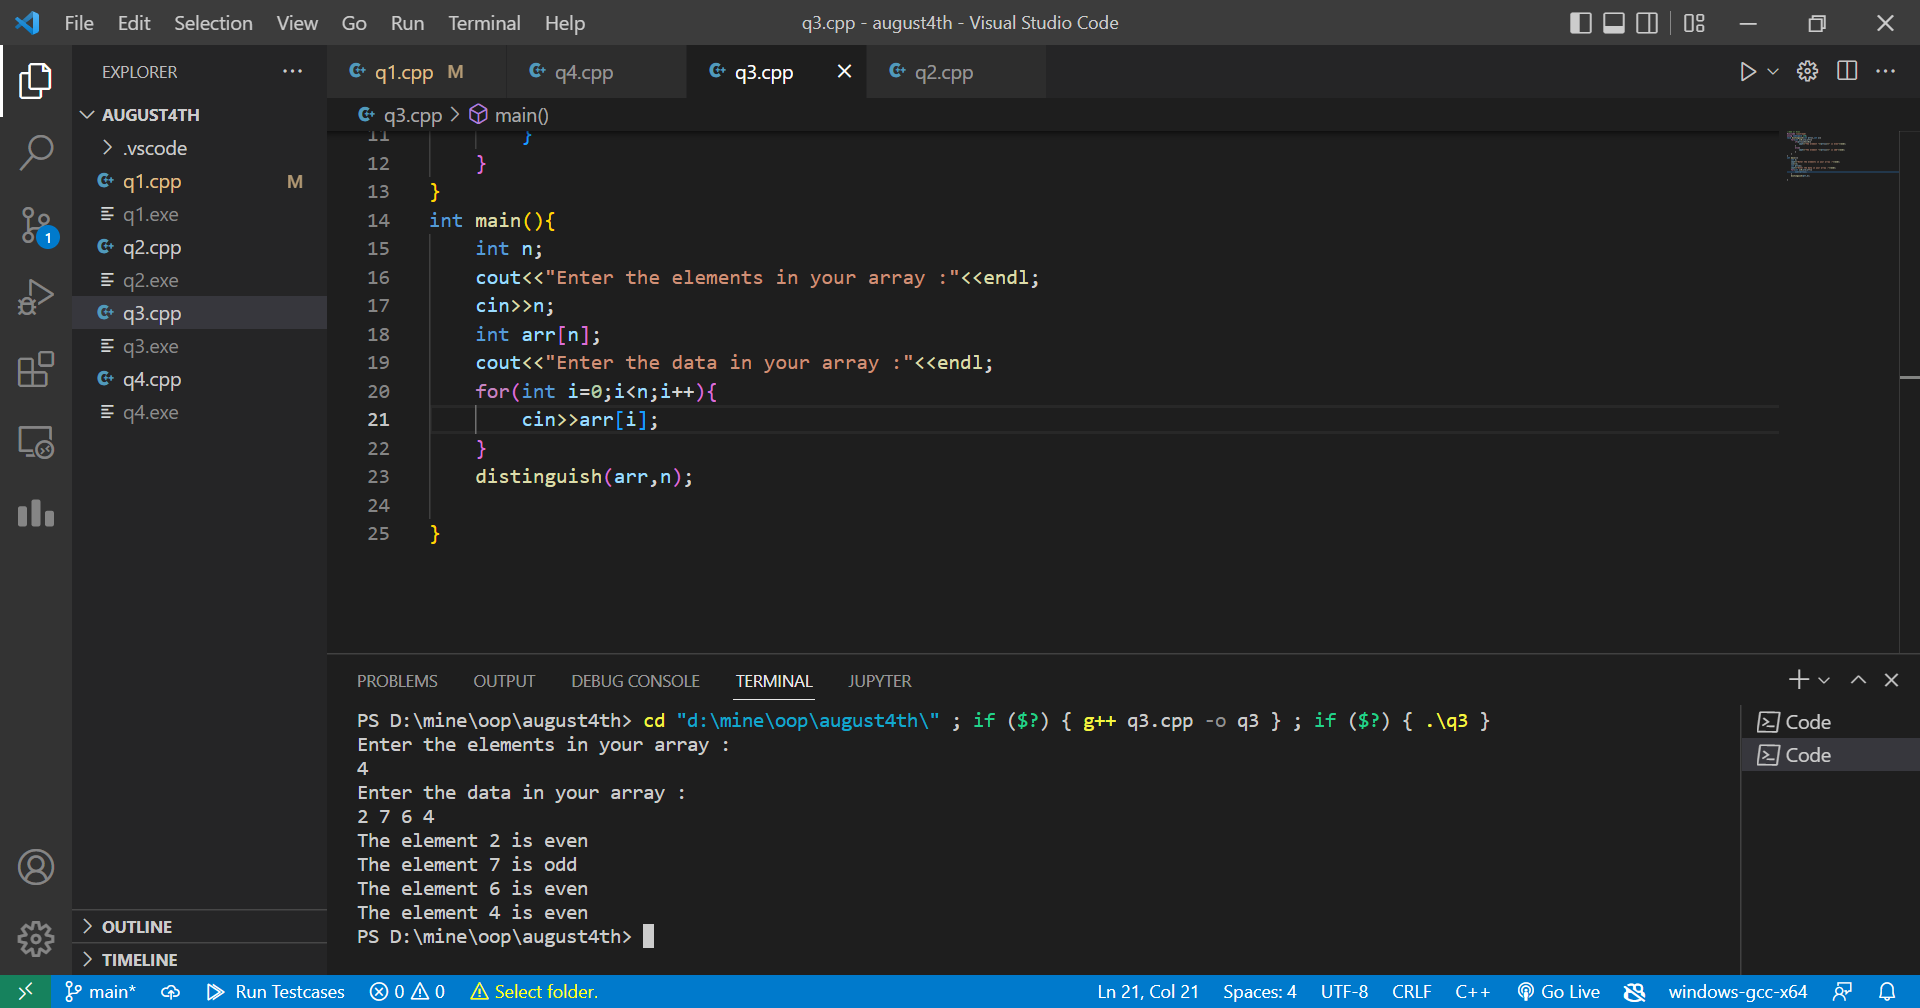 File Edit Selection View Go Run Terminal Help
q3.cpp - august4th - Visual Studio Code
EXPLORER
AUGUST4TH
.vscode
q1.cpp M
q1.exe
q2.cpp
q2.exe
q3.cpp
q3.exe
q4.cpp
q4.exe
OUTLINE
TIMELINE
1
q1.cpp M
q4.cpp
q3.cpp
q2.cpp
q3.cpp > main()
11 }
12 }
13 }
14 int main(){
15 int n;
16 cout<<"Enter the elements in your array :"<<endl;
17 cin>>n;
18 int arr[n];
19 cout<<"Enter the data in your array :"<<endl;
20 for(int i=0;i<n;i++){
21 cin>>arr[i];
22 }
23 distinguish(arr,n);
24
25 }
PROBLEMS OUTPUT DEBUG CONSOLE TERMINAL JUPYTER
PS D:\mine\oop\august4th> cd "d:\mine\oop\august4th\" ; if ($?) { g++ q3.cpp -o q3 } ; if ($?) { .\q3 }
Enter the elements in your array :
4
Enter the data in your array :
2 7 6 4
The element 2 is even
The element 7 is odd
The element 6 is even
The element 4 is even
PS D:\mine\oop\august4th>
Code
Code
main* Run Testcases 0 0 Select folder. Ln 21, Col 21 Spaces: 4 UTF-8 CRLF C++ Go Live windows-gcc-x64